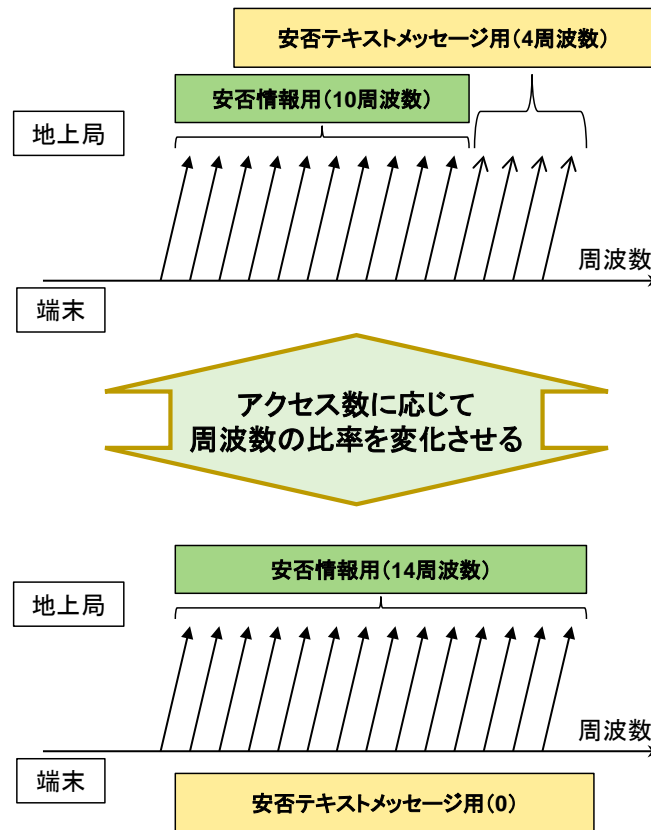 安否テキストメッセージ用(4周波数)
安否情報用(10周波数)
地上局
周波数
端末
アクセス数に応じて
周波数の比率を変化させる
安否情報用(14周波数)
地上局
周波数
端末
安否テキストメッセージ用(0)